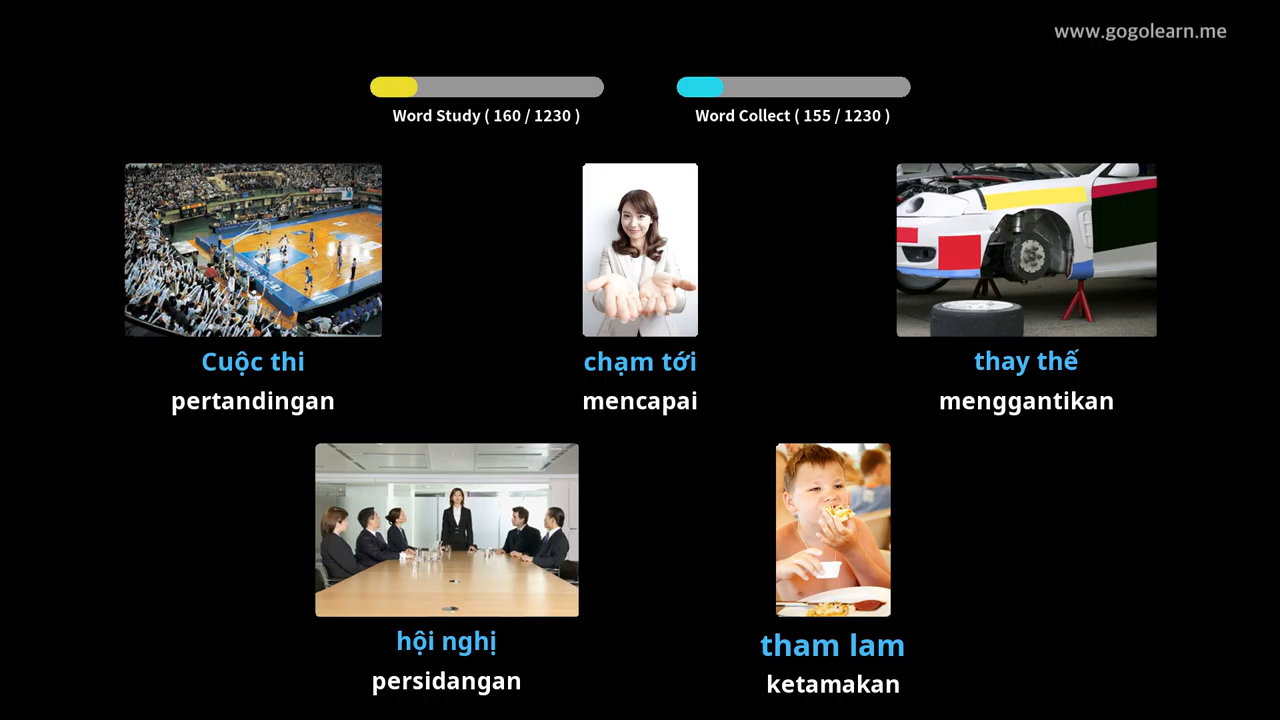 www.gogolearn.me
Word Study ( 160 / 1230 )
Word Collect ( 155 / 1230 )
Cuộc thi
pertandingan
chạm tới
mencapai
thay thế
menggantikan
hội nghị
persidangan
tham lam
ketamakan